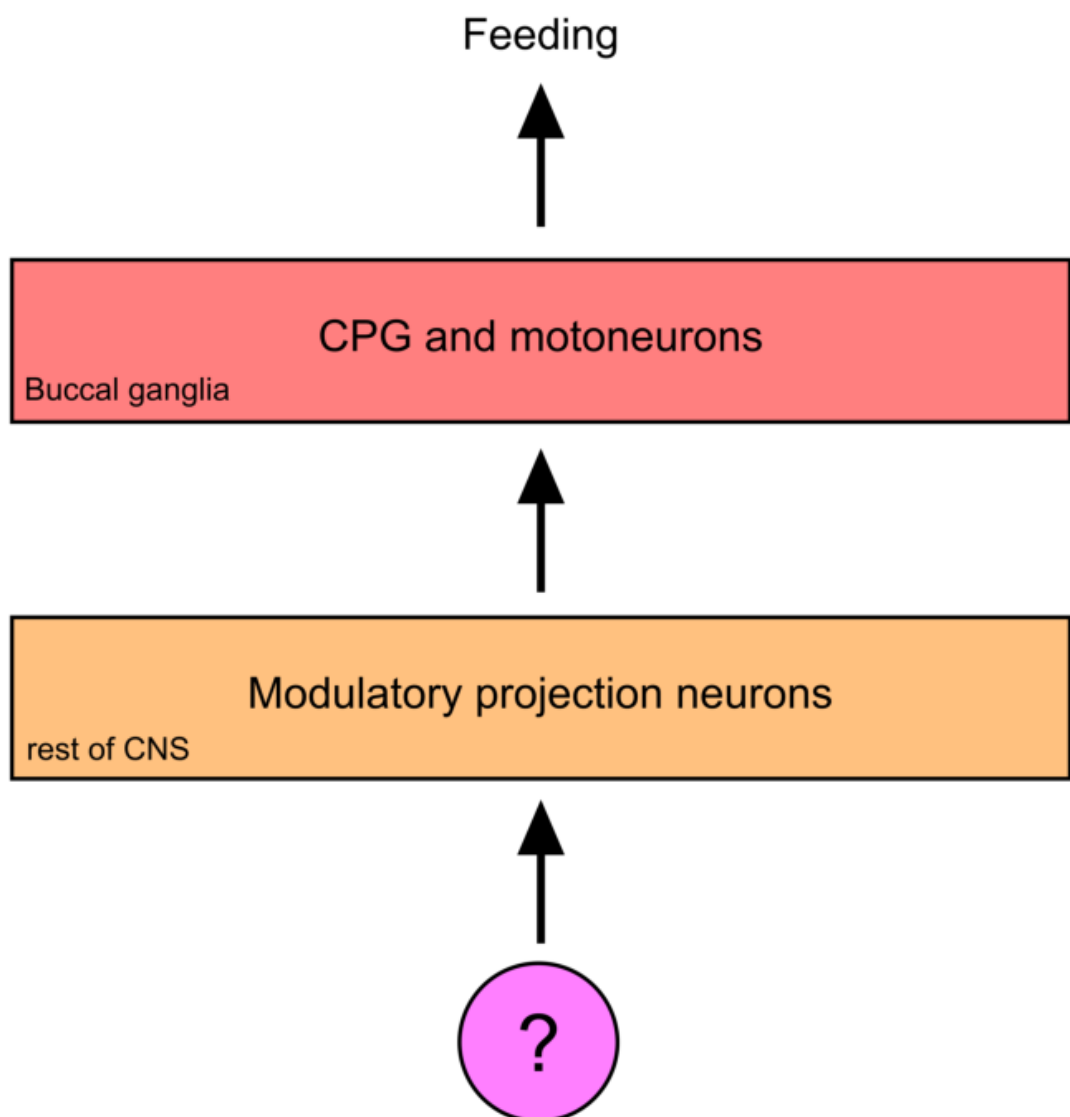 Feeding
CPG and motoneurons
Buccal ganglia
Modulatory projection neurons
rest of CNS
?